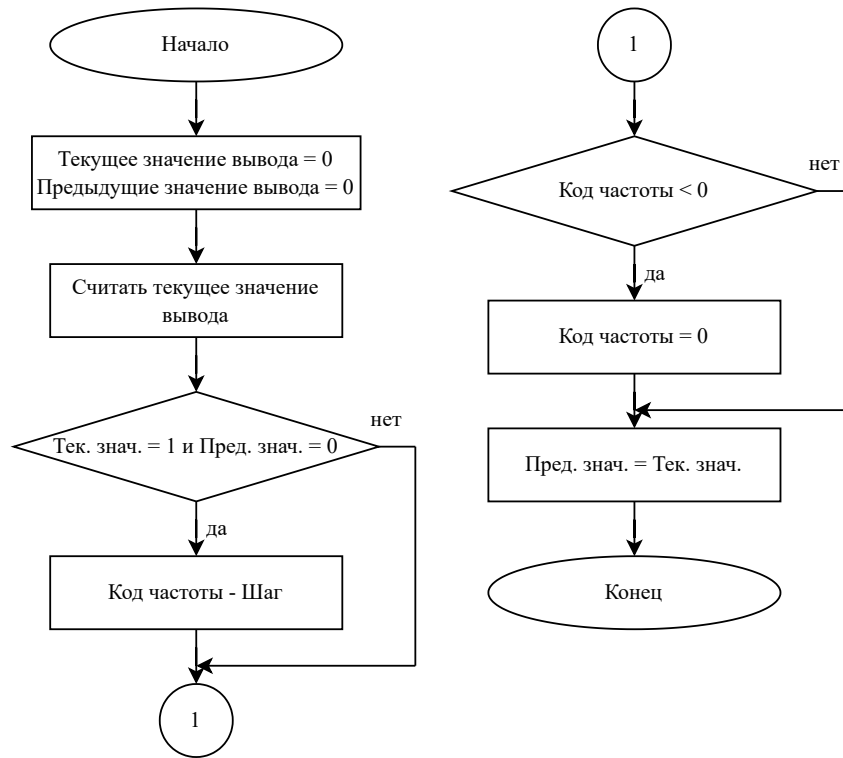 Начало
Текущее значение вывода = 0
Предыдущие значение вывода = 0
Считать текущее значение
вывода
Тек. знач. = 1 и Пред. знач. = 0
нет
да
Код частоты - Шаг
1
1
Код частоты < 0
нет
да
Код частоты = 0
Пред. знач. = Тек. знач.
Конец